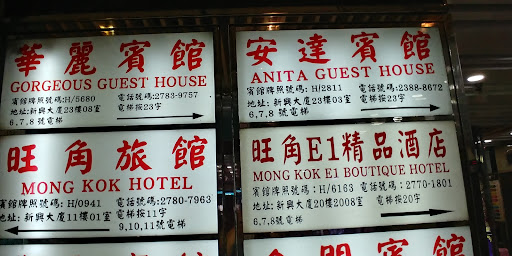 華麗賓館
GORGEOUS GUEST HOUSE
賓館牌照號碼:H/5680 電話號碼:2783-9757
地址: 新興大廈23樓08室 電梯按23字
6,7,8 號電梯
安達賓館
ANITA GUEST HOUSE
賓館牌照號碼:H/2811 電話號碼:2388-8672
地址: 新興大廈23樓03室 電梯按23字
6,7,8 號電梯
旺角旅館
MONG KOK HOTEL
賓館牌照號碼: H/0941 電話號碼:2780-7963
地址: 新興大廈11樓01室 電梯按11字
9,10,11號電梯
旺角E1精品酒店
MONG KOK E1 BOUTIQUE HOTEL
賓館牌照號碼：H/6163 電話號碼：2770-1801
地址：新興大廈20樓2008室 電梯按20字
6,7,8號電梯